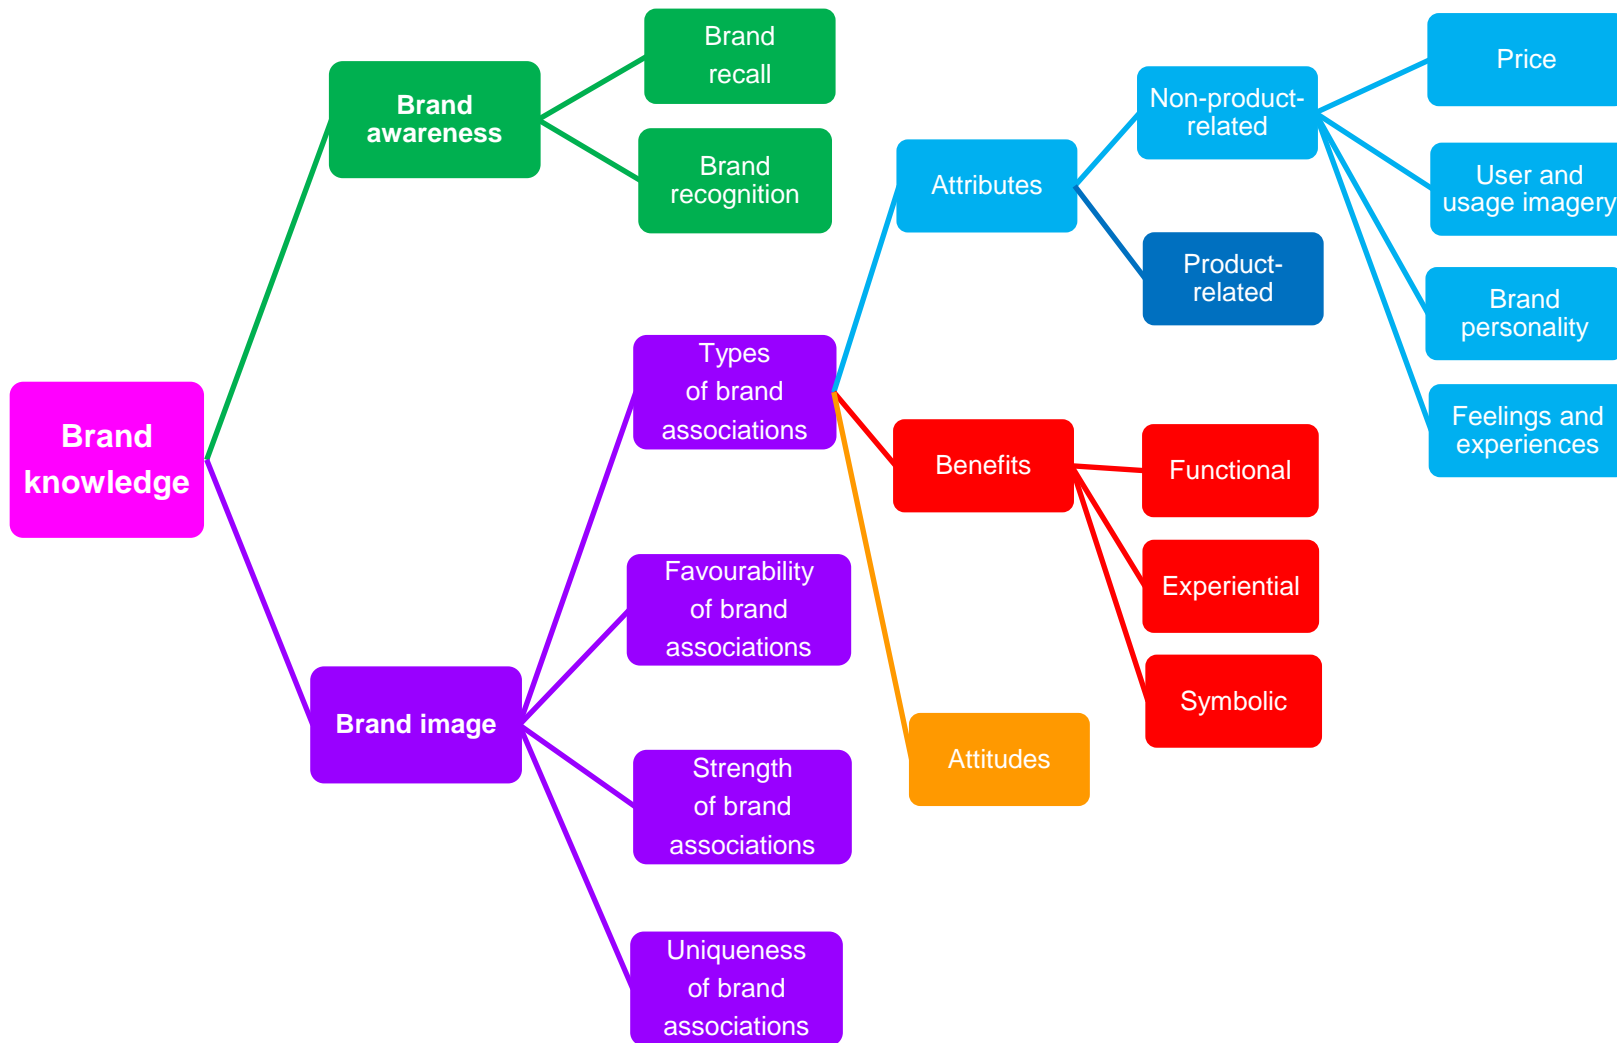 Brand
knowledge
Brand
awareness
Brand
recall
Brand
recognition
Brand image
Types
of brand
associations
Favourability
of brand
associations
Strength
of brand
associations
Uniqueness
of brand
associations
Attributes
Non-product-
related
Price
User and
usage imagery
Brand
personality
Feelings and
experiences
Product-
related
Benefits
Functional
Experiential
Symbolic
Attitudes